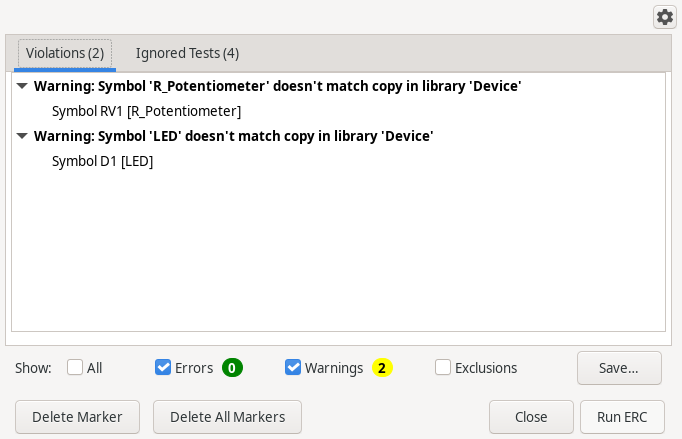 Violations (2) Ignored Tests (4)
Warning: Symbol 'R_Potentiometer' doesn't match copy in library 'Device'
Symbol RV1 [R_Potentiometer]
Warning: Symbol 'LED' doesn't match copy in library 'Device'
Symbol D1 [LED]
Show: All Errors 0 Warnings 2 Exclusions Save...
Delete Marker Delete All Markers Close Run ERC